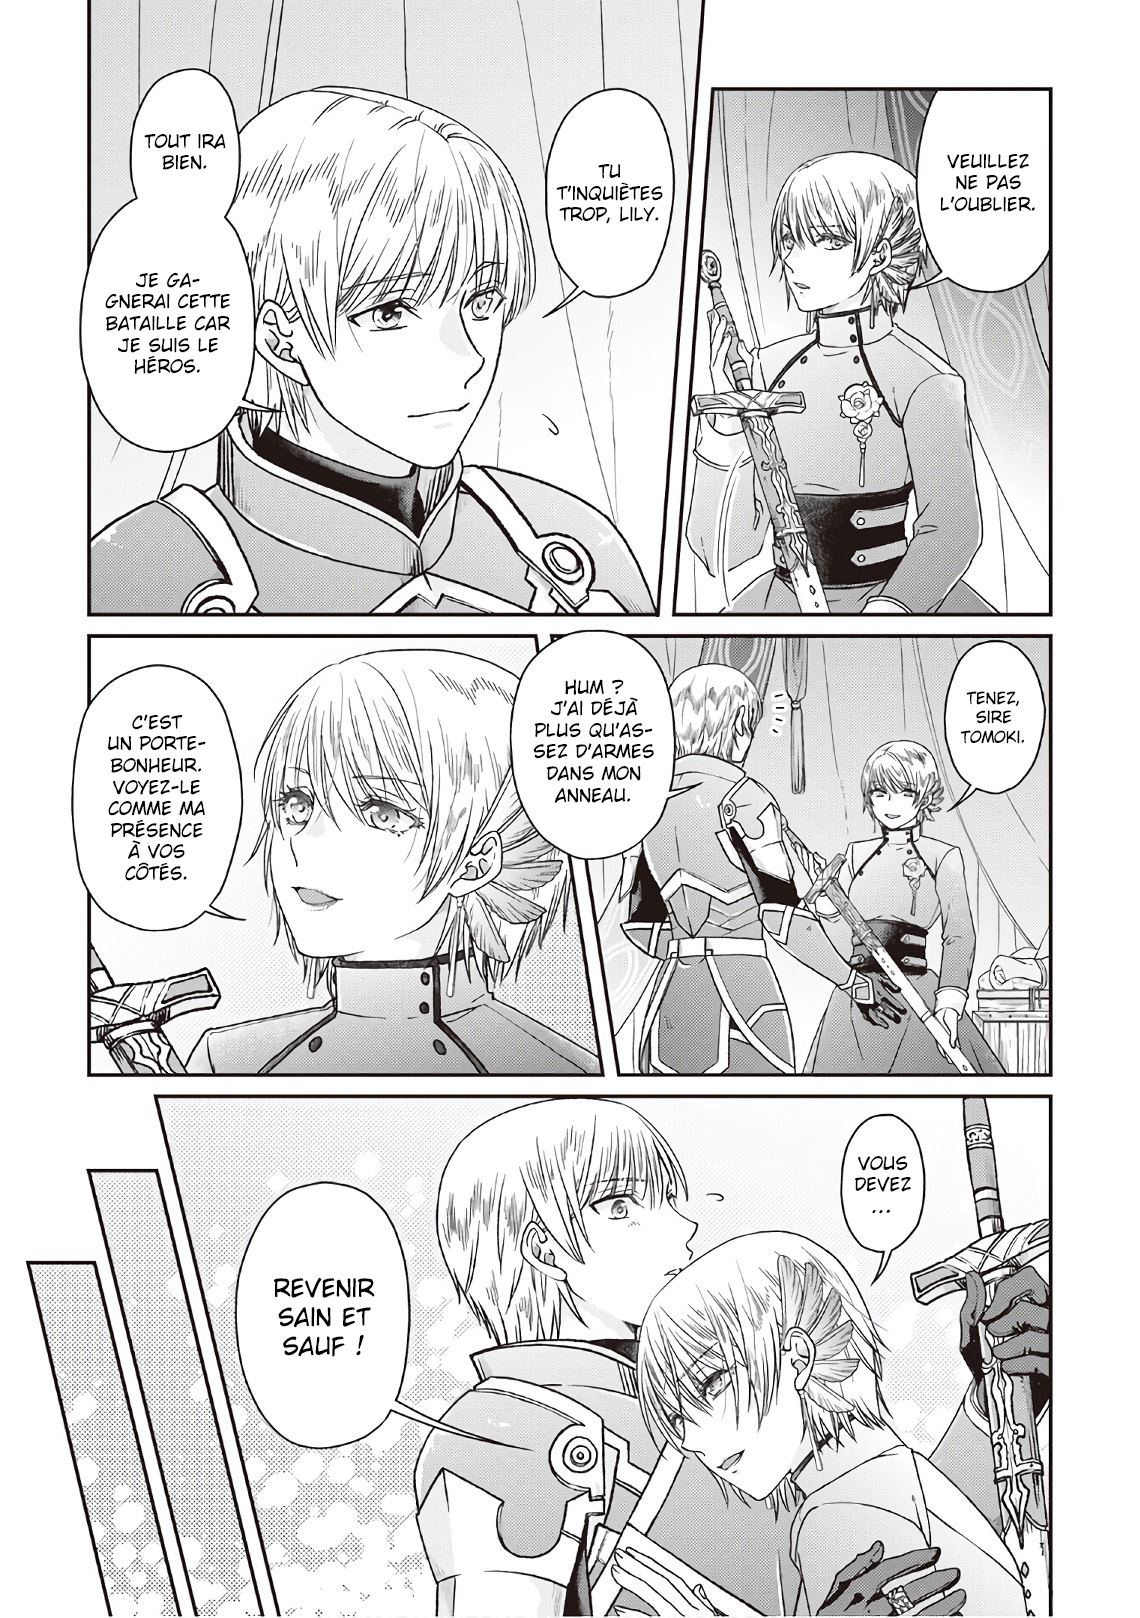 VEUILLEZ
NE PAS
L'OUBLIER.
TU
T'INQUIÈTES
TROP, LILY.
TOUT IRA
BIEN.
JE GA-
GNERAI CETTE
BATAILLE CAR
JE SUIS LE
HÉROS.
TENEZ,
SIRE
TOMOKI.
HUM ?
J'AI DÉJÀ
PLUS QU'AS-
SEZ D'ARMES
DANS MON
ANNEAU.
C'EST
UN PORTE-
BONHEUR.
VOYEZ-LE
COMME MA
PRÉSENCE
À VOS
CÔTÉS.
VOUS
DEVEZ
...
REVENIR
SAIN ET
SAUF !